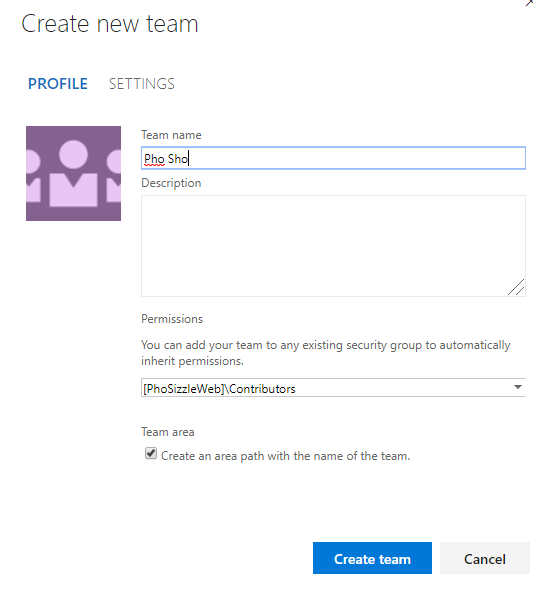 Create new team
PROFILE SETTINGS
Team name
Pho Sho
Description
Permissions
You can add your team to any existing security group to automatically
inherit permissions.
[PhoSizzleWeb]\Contributors
Team area
Create an area path with the name of the team.
Create team Cancel